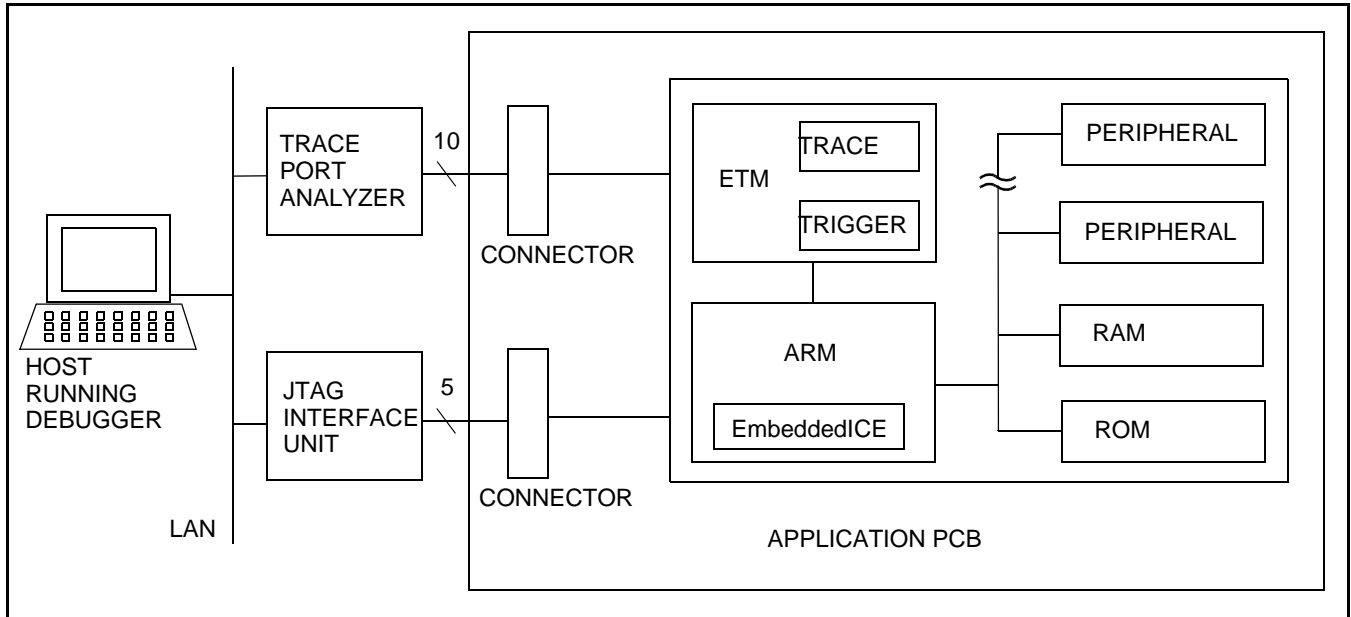 TRACE
PORT
ANALYZER
10
CONNECTOR
ETM
TRACE
TRIGGER
PERIPHERAL
PERIPHERAL
HOST
RUNNING
DEBUGGER
JTAG
INTERFACE
UNIT
5
CONNECTOR
ARM
EmbeddedICE
RAM
ROM
LAN
APPLICATION PCB